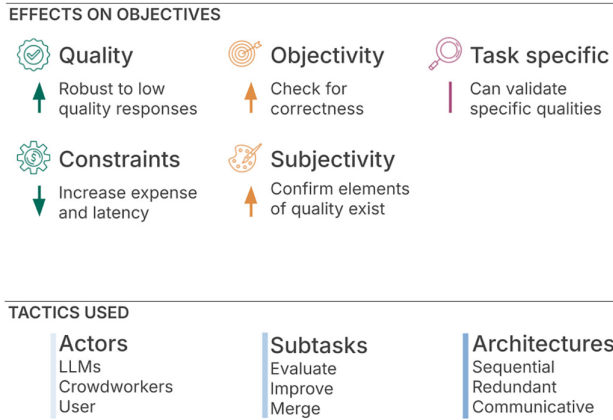 EFFECTS ON OBJECTIVES
Quality
Robust to low
quality responses
Objectivity
Check for
correctness
Task specific
Can validate
specific qualities
Constraints
Increase expense
and latency
Subjectivity
Confirm elements
of quality exist
TACTICS USED
Actors
LLMs
Crowdworkers
User
Subtasks
Evaluate
Improve
Merge
Architectures
Sequential
Redundant
Communicative